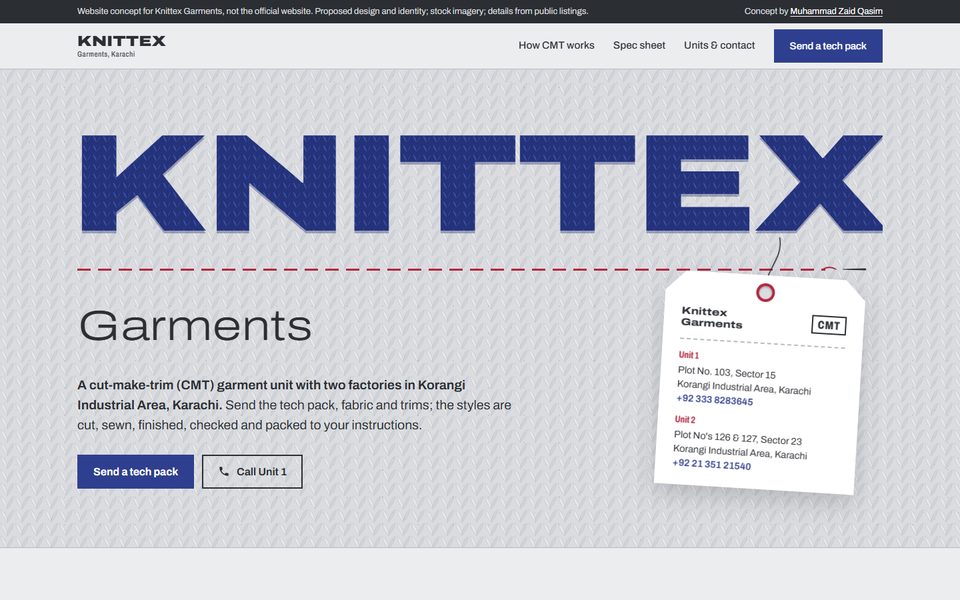 Website concept for Knittex Garments, not the official website. Proposed design and identity; stock imagery; details from public listings.
Concept by Muhammad Zaid Qasim
KNITTEX
Garments, Karachi
How CMT works
Spec sheet
Units & contact
Send a tech pack
KNITTEX
Garments
A cut-make-trim (CMT) garment unit with two factories in Korangi
Industrial Area, Karachi. Send the tech pack, fabric and trims; the styles are
cut, sewn, finished, checked and packed to your instructions.
Send a tech pack
Call Unit 1
Knittex
Garments
CMT
Unit 1
Plot No. 103, Sector 15
Korangi Industrial Area, Karachi
+92 333 8283645
Unit 2
Plot No's 126 & 127, Sector 23
Korangi Industrial Area, Karachi
+92 21 351 21540